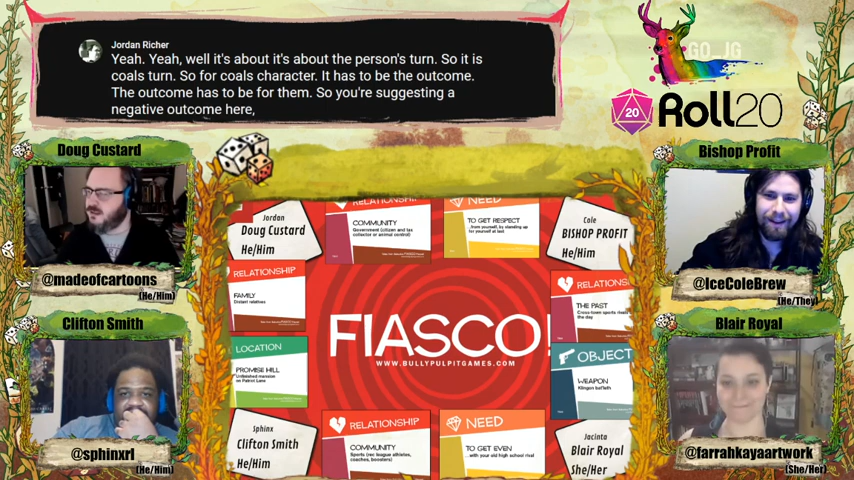 Jordan Richer
Yeah. Yeah, well it's about it's about the person's turn. So it is
coals turn. So for coals character. It has to be the outcome.
The outcome has to be for them. So you're suggesting a
negative outcome here,
GO_JG
20
Roll20
Doug Custard
@madeofcartoons
(He/Him)
Bishop Profit
@IceColeBrew
(He/They)
Clifton Smith
@sphinxrl
(He/Him)
Blair Royal
@farrahkayaartwork
(She/Her)
Jordan
Doug Custard
He/Him
RELATIONSHIP
COMMUNITY
Government (citizen and tax
collector or animal control)
NEED
TO GET RESPECT
...from yourself, by standing up
for yourself at last
Cole
BISHOP PROFIT
He/Him
RELATIONSHIP
FAMILY
Distant relatives
RELATIONS
THE PAST
Cross-town sports rivals
the day
FIASCO
WWW.BULLYPULPITGAMES.COM
LOCATION
PROMISE HILL
Unfinished mansion
on Patriot Lane
OBJECT
WEAPON
Klingon bat'leth
Sphinx
Clifton Smith
He/Him
RELATIONSHIP
COMMUNITY
Sports (rec league athletes,
coaches, boosters)
NEED
TO GET EVEN
...with your old high school rival
Jacinta
Blair Royal
She/Her